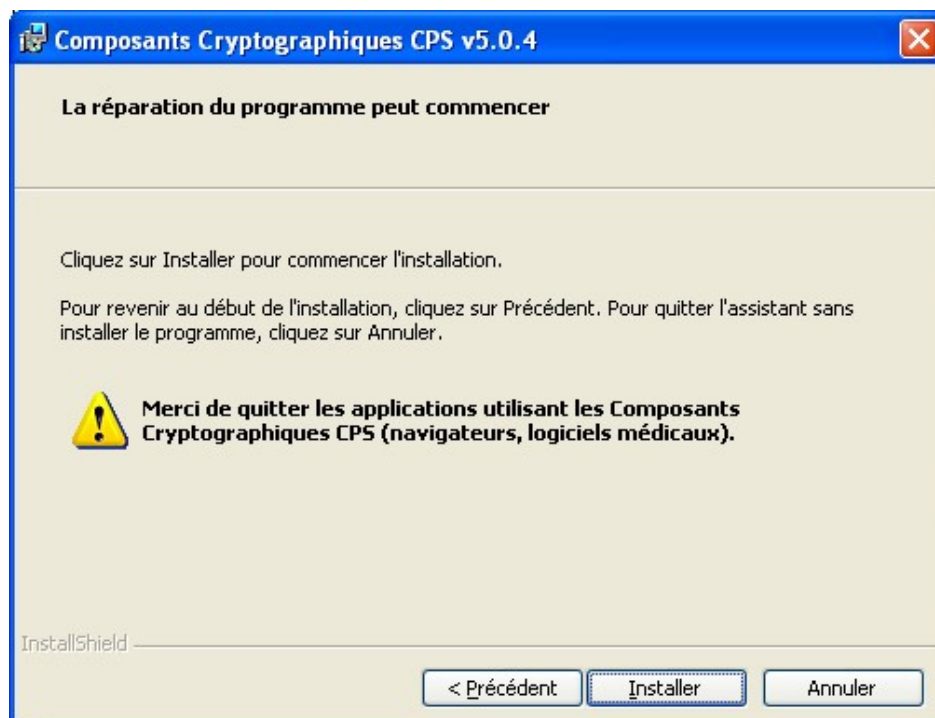 Composants Cryptographiques CPS v5.0.4
La réparation du programme peut commencer
Cliquez sur Installer pour commencer l'installation.
Pour revenir au début de l'installation, cliquez sur Précédent. Pour quitter l'assistant sans
installer le programme, cliquez sur Annuler.
Merci de quitter les applications utilisant les Composants
Cryptographiques CPS (navigateurs, logiciels médicaux).
InstallShield
< Précédent
Installer
Annuler